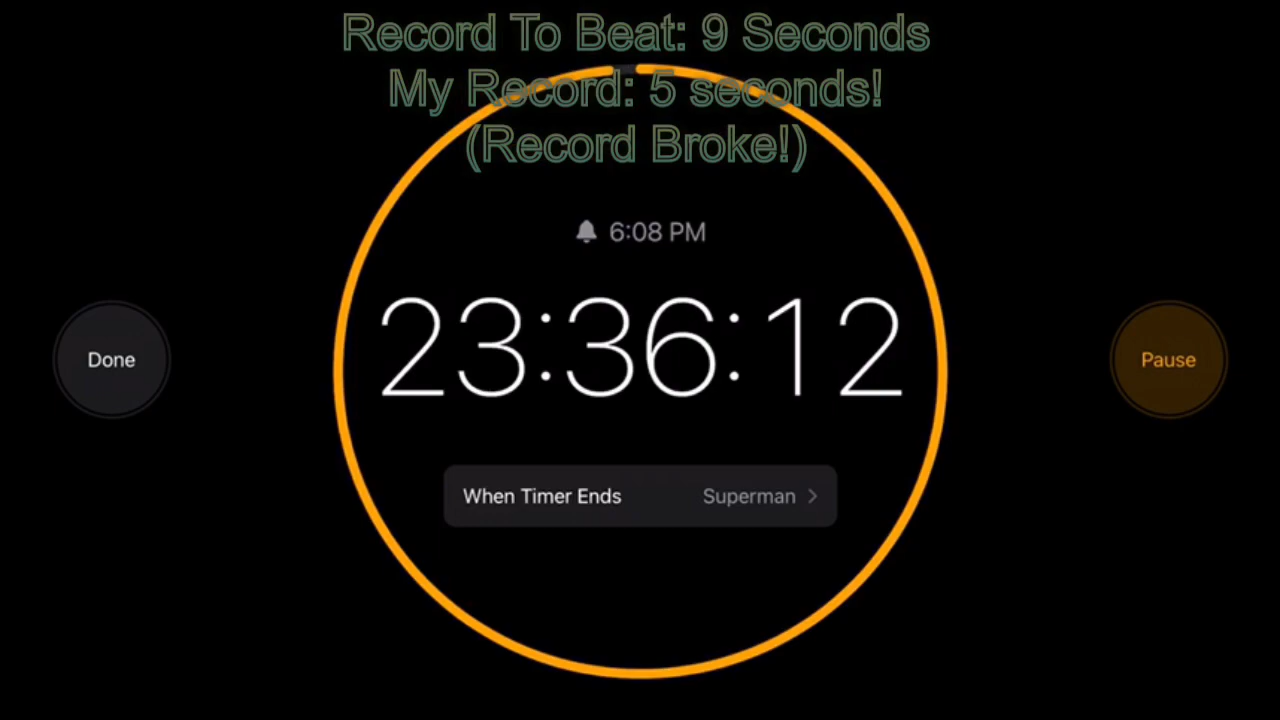 Record To Beat: 9 Seconds
My Record: 5 seconds!
(Record Broke!)
6:08 PM
23:36:12
Done
Pause
When Timer Ends Superman